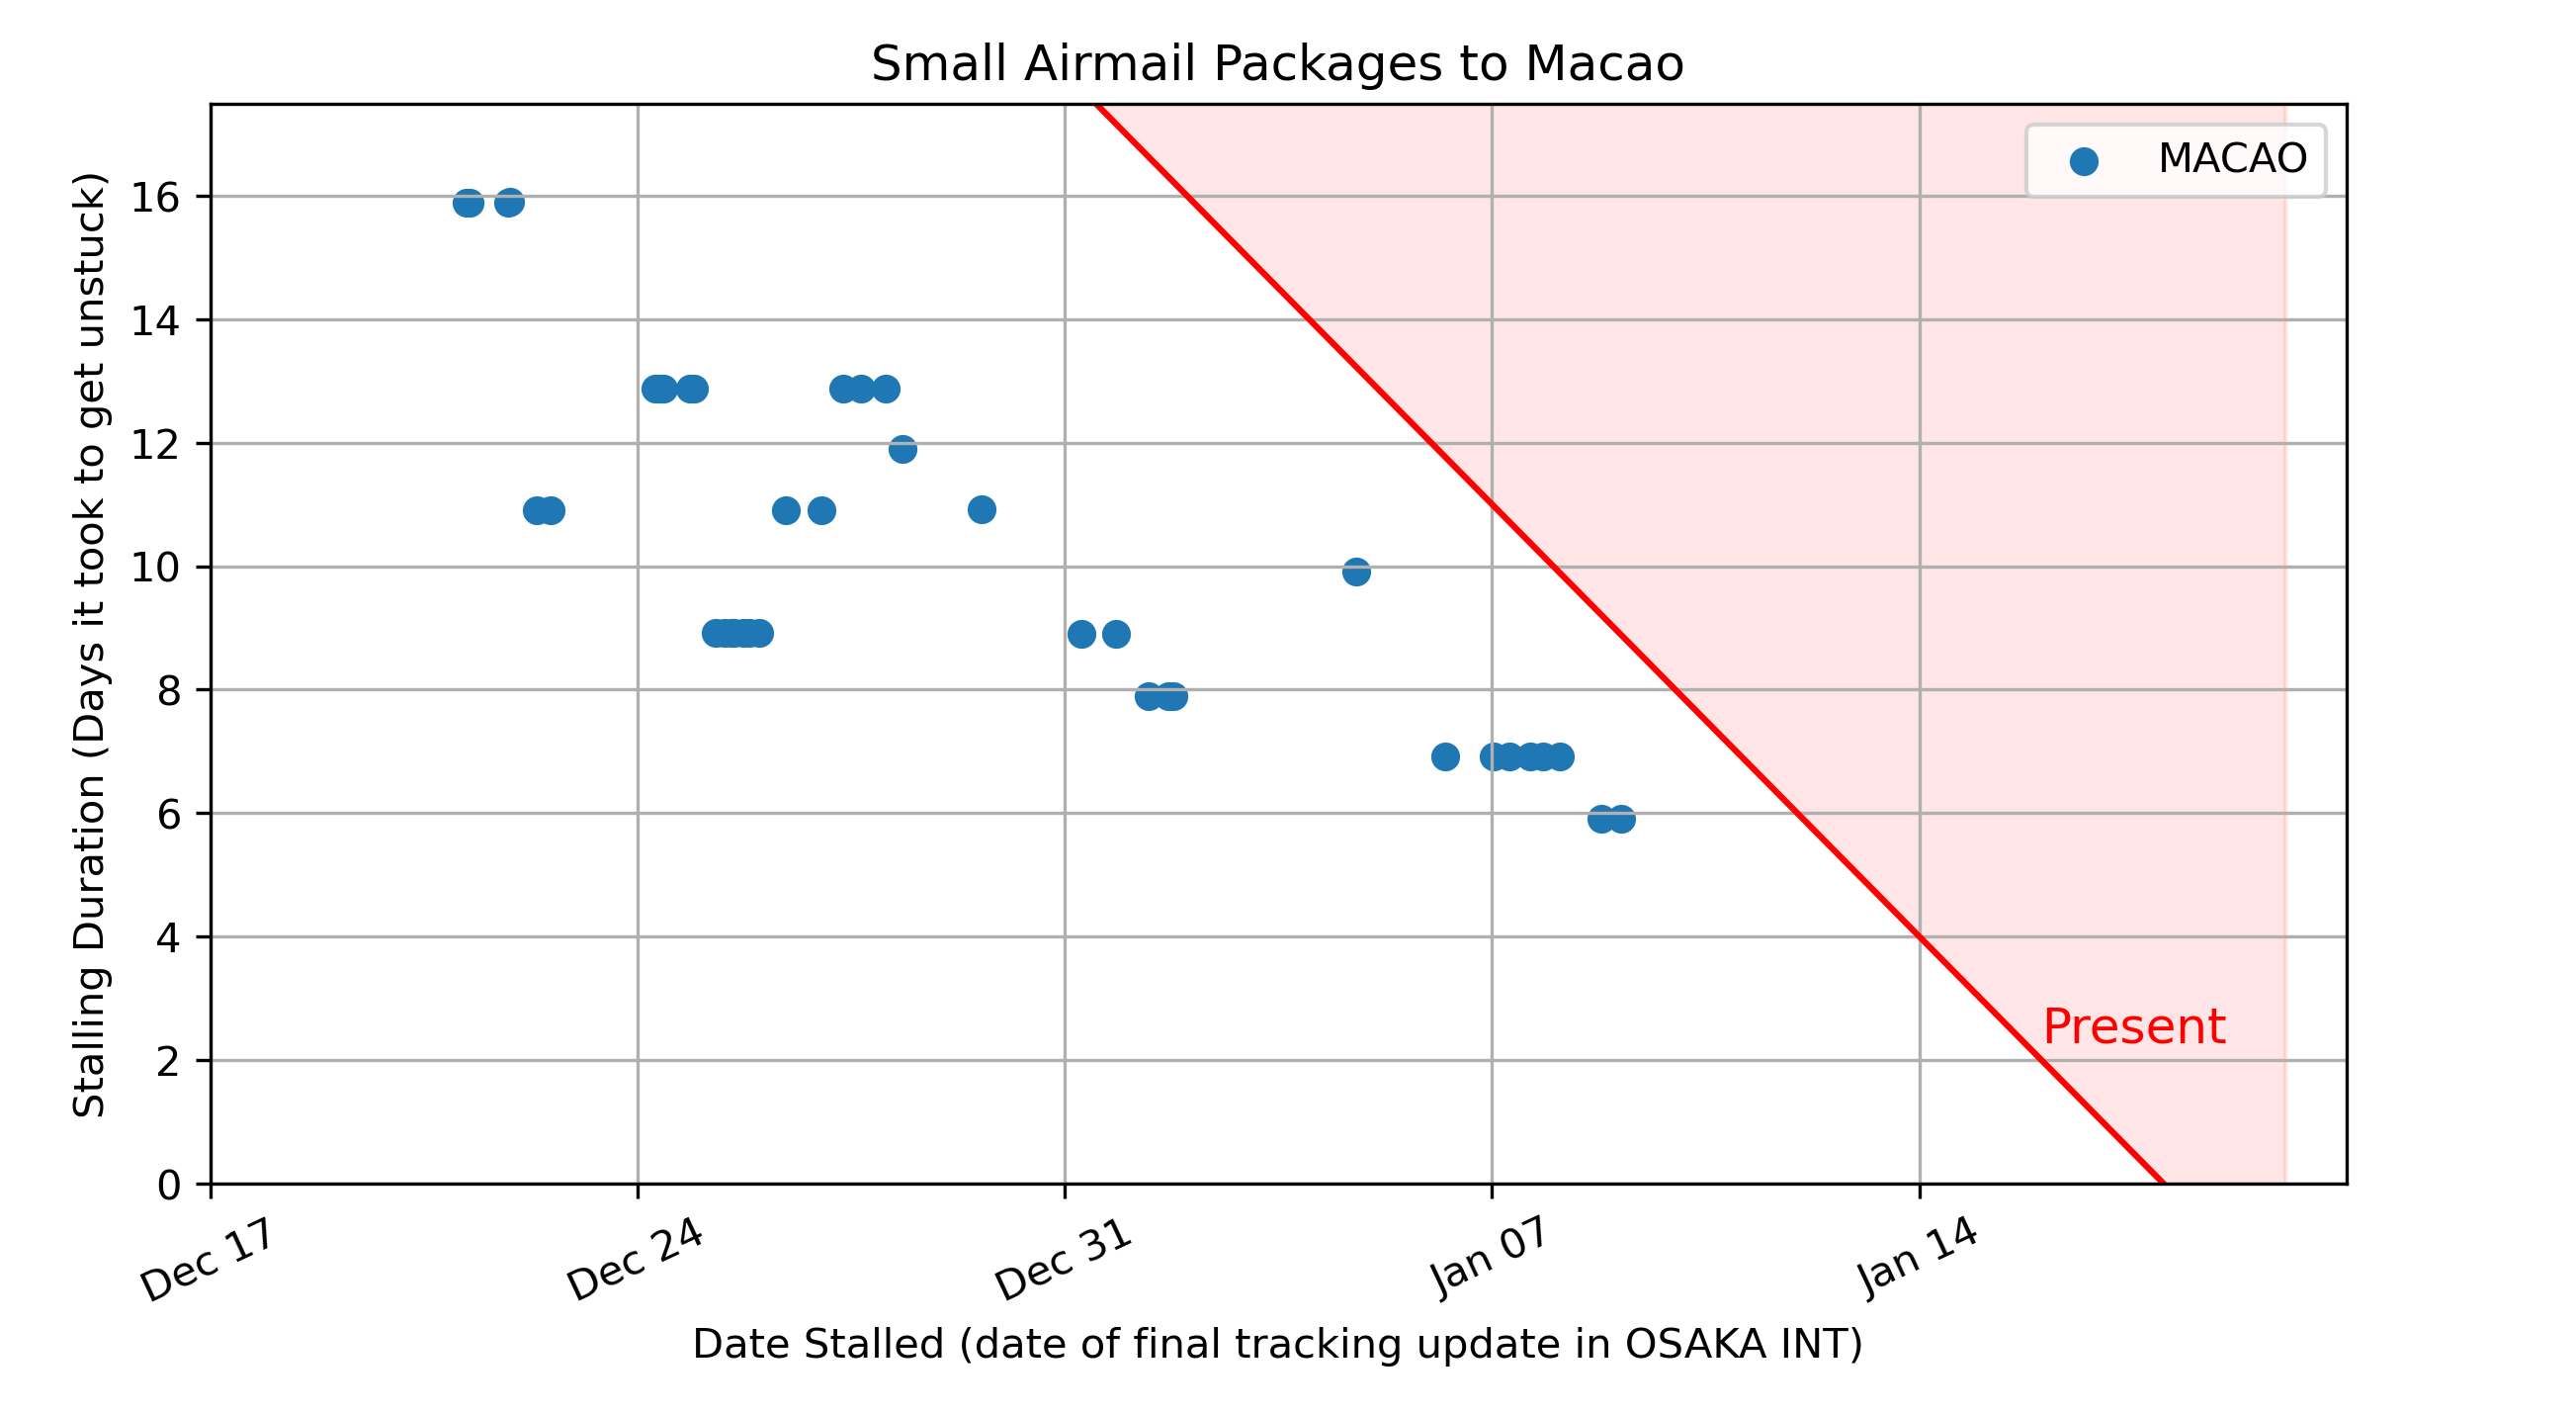 Small Airmail Packages to Macao
MACAO
Stalling Duration (Days it took to get unstuck)
16
14
12
10
8
6
4
2
0
Present
Dec 17
Dec 24
Dec 31
Jan 07
Jan 14
Date Stalled (date of final tracking update in OSAKA INT)